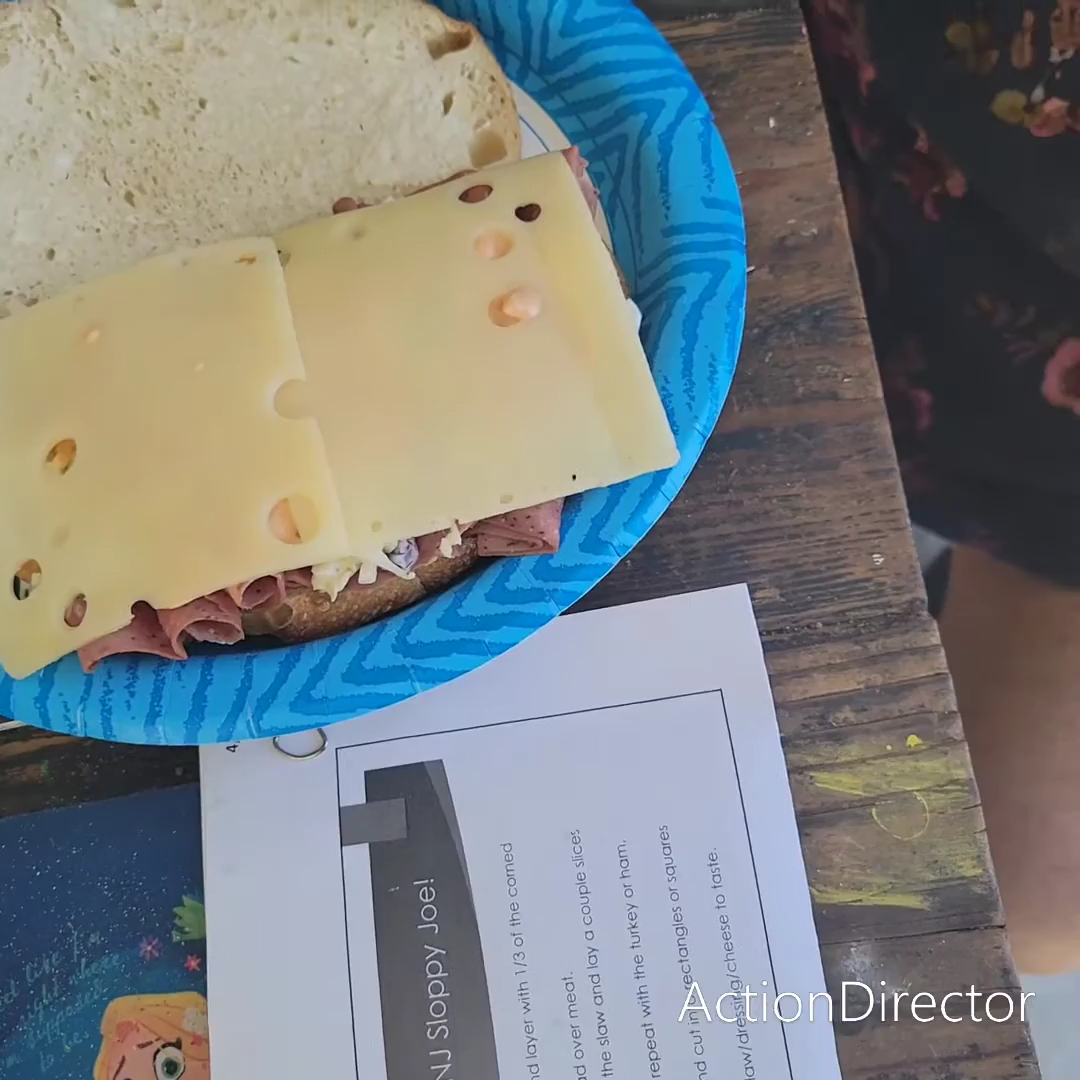 NJ Sloppy Joe!
nd layer with 1/3 of the corned
ad over meat.
the slaw and lay a couple slices
repeat with the turkey or ham,
nd cut in rectangles or squares
law/dressing/cheese to taste.
ActionDirector